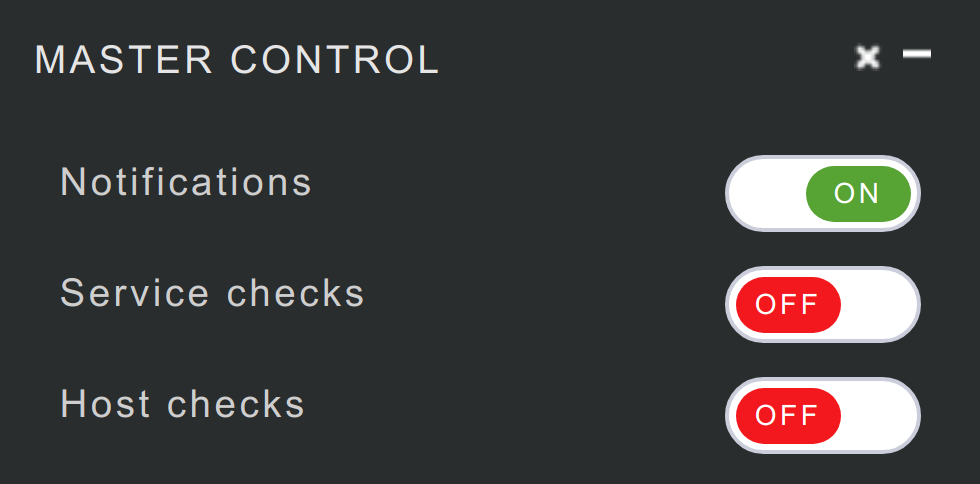 MASTER CONTROL
Notifications ON
Service checks OFF
Host checks OFF